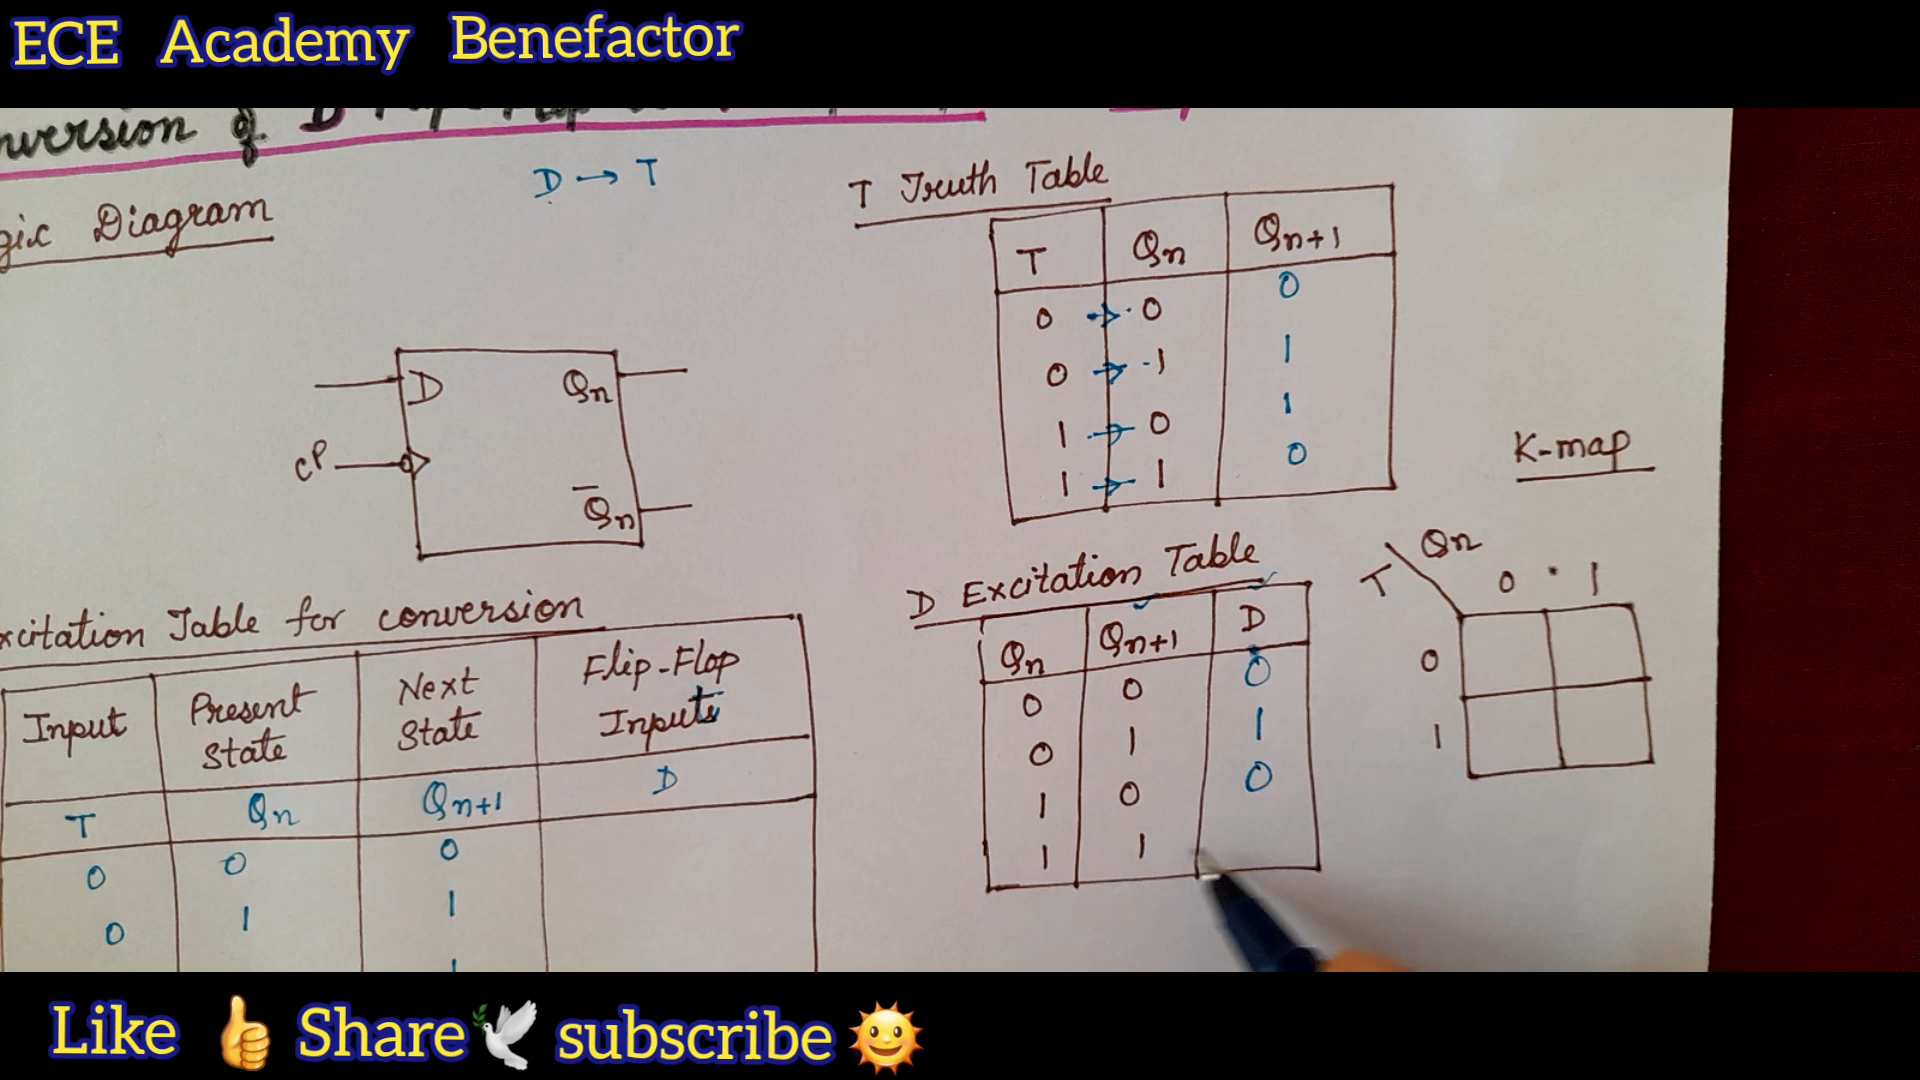 ECE Academy Benefactor
nversion of D
D → T
gic Diagram
D Qn
CP
Q̅n
T Truth Table
T Qn Qn+1
0 0 0
0 1 1
1 0 1
1 1 0
K-map
Qn
T 0 1
0
1
D Excitation Table
Qn Qn+1 D
0 0 0
0 1 1
1 0 0
1 1
xcitation Table for conversion
Input Present State Next State Flip-Flop Inputs
T Qn Qn+1 D
0 0 0
0 1 1
Like 👍 Share 🕊 subscribe 🌞